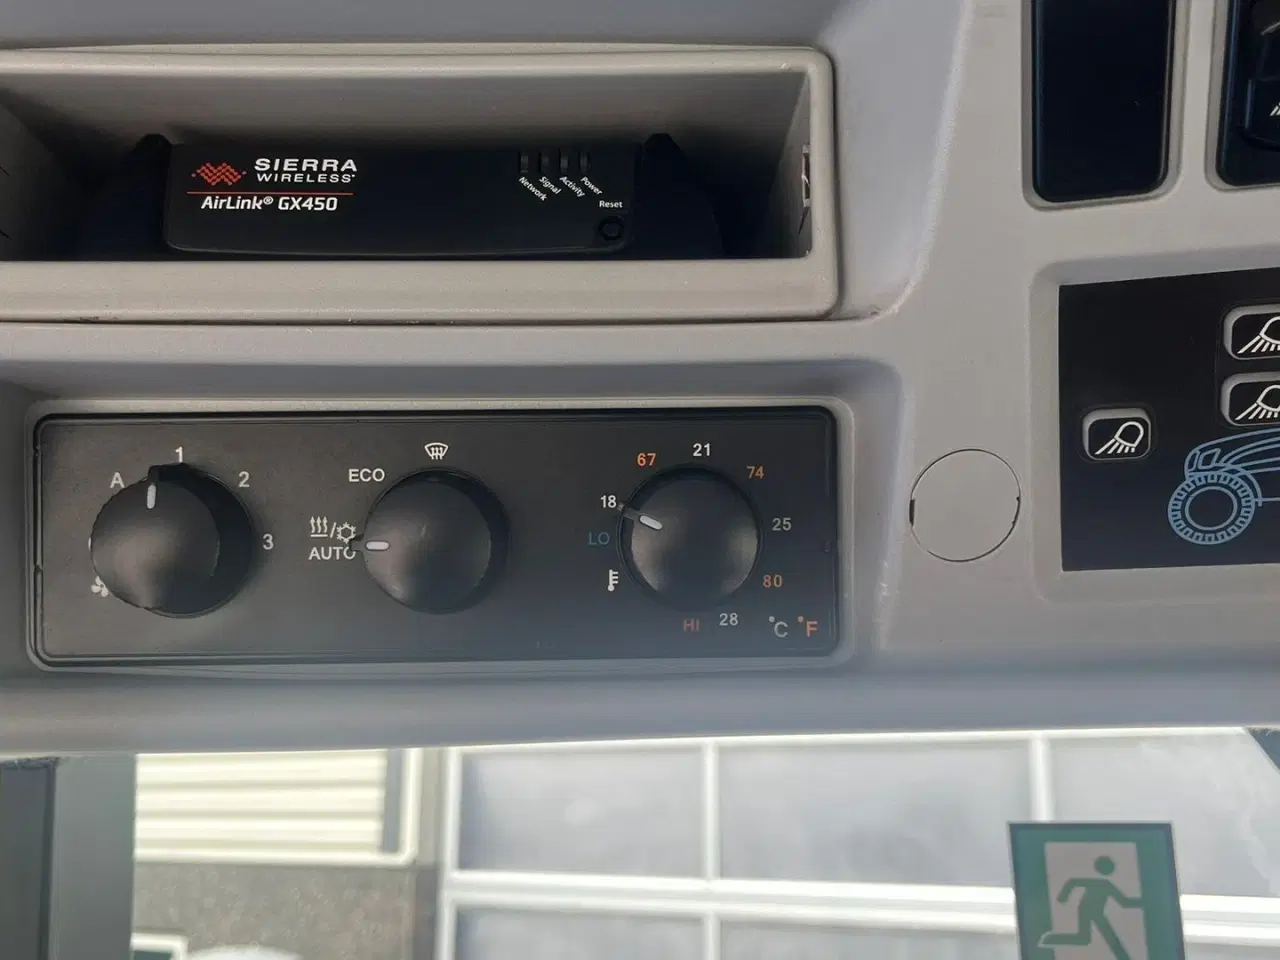 SIERRA
WIRELESS
AirLink® GX450
Network
Signal
Activity
Power
Reset
A
1
2
3
ECO
AUTO
LO
18
67
21
74
25
80
28
HI
°C °F